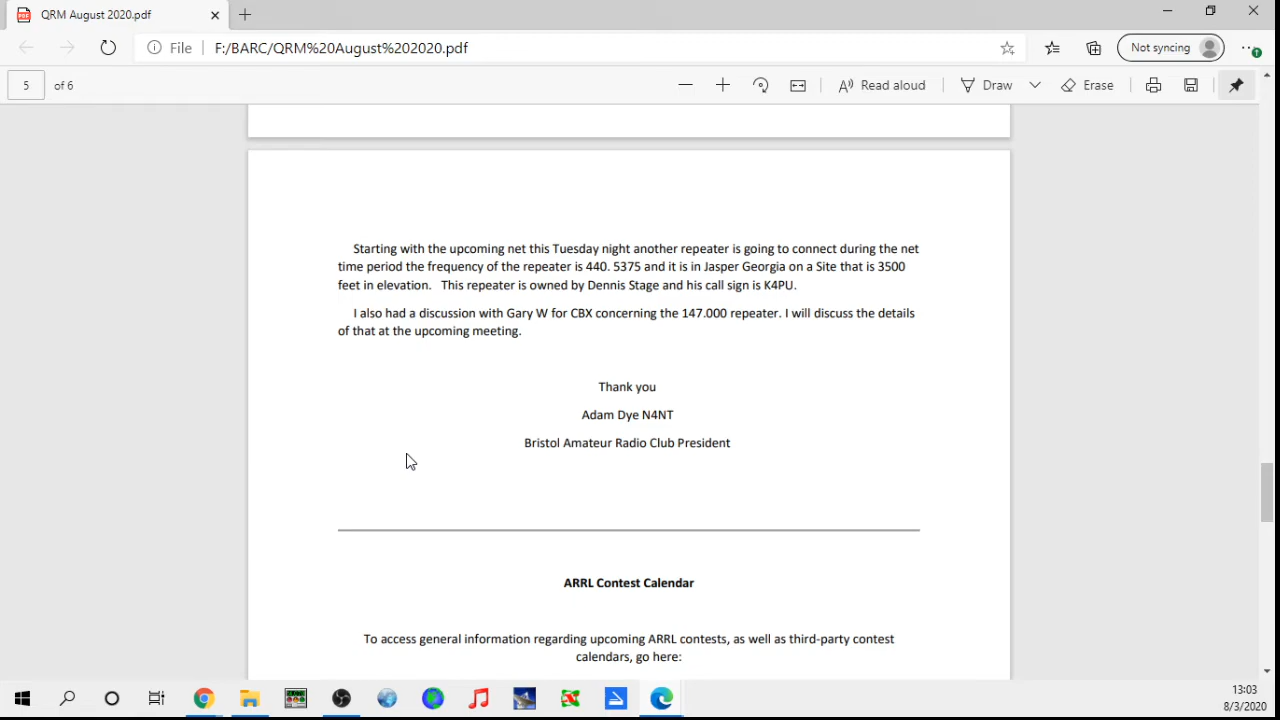 QRM August 2020.pdf
File F:/BARC/QRM%20August%202020.pdf
Not syncing
5 of 6
Read aloud
Draw
Erase
Starting with the upcoming net this Tuesday night another repeater is going to connect during the net
time period the frequency of the repeater is 440. 5375 and it is in Jasper Georgia on a Site that is 3500
feet in elevation. This repeater is owned by Dennis Stage and his call sign is K4PU.
I also had a discussion with Gary W for CBX concerning the 147.000 repeater. I will discuss the details
of that at the upcoming meeting.
Thank you
Adam Dye N4NT
Bristol Amateur Radio Club President
ARRL Contest Calendar
To access general information regarding upcoming ARRL contests, as well as third-party contest
calendars, go here:
13:03
8/3/2020